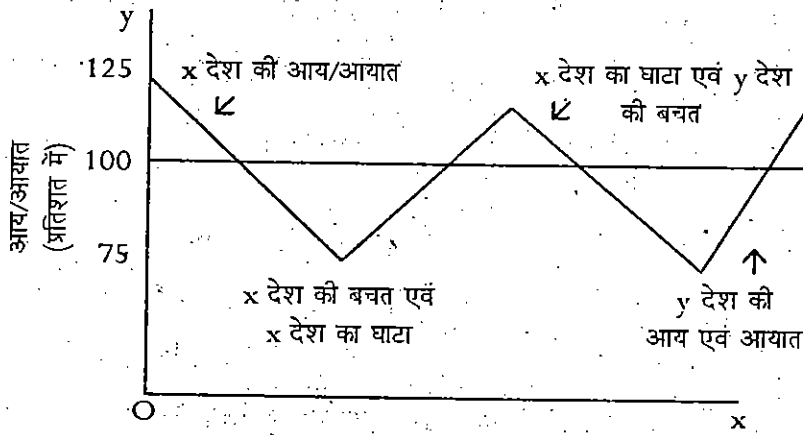 y
125
x देश की आय/आयात
x देश का घाटा एवं y देश
की बचत
100
आय/आयात
(प्रतिशत में)
75
x देश की बचत एवं
x देश का घाटा
y देश की
आय एवं आयात
O
x